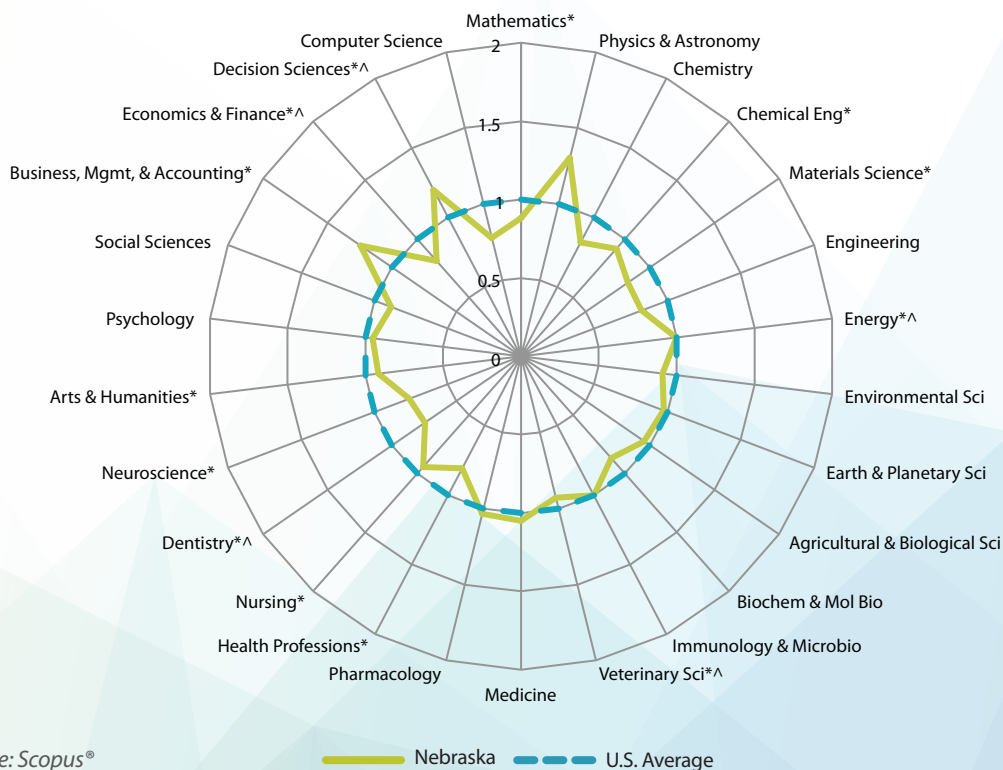 Mathematics*
Computer Science
Physics & Astronomy
2
Decision Sciences*^
Chemistry
Economics & Finance*^
Chemical Eng*
1.5
Business, Mgmt, & Accounting*
Materials Science*
1
Social Sciences
Engineering
0.5
Psychology
Energy*^
0
Arts & Humanities*
Environmental Sci
Neuroscience*
Earth & Planetary Sci
Dentistry*^
Agricultural & Biological Sci
Nursing*
Biochem & Mol Bio
Health Professions*
Immunology & Microbio
Pharmacology
Veterinary Sci*^
Medicine
e: Scopus®
Nebraska
U.S. Average